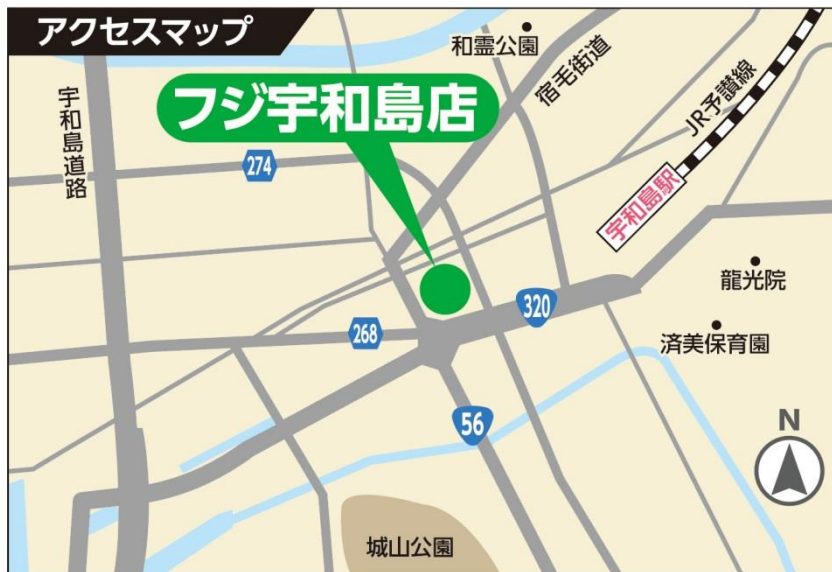 アクセスマップ
和霊公園
宿毛街道
JR予讃線
フジ宇和島店
宇和島道路
274
宇和島駅
龍光院
320
268
済美保育園
56
N
城山公園